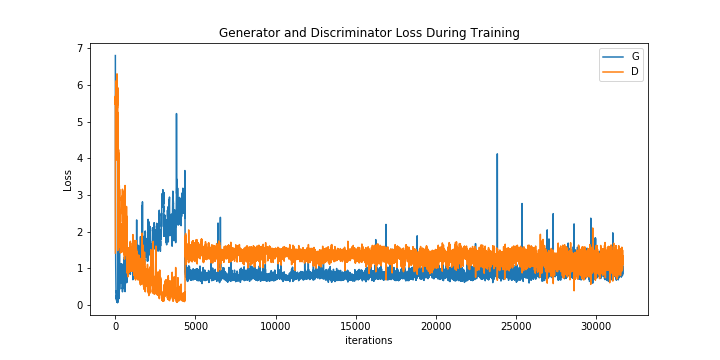 Generator and Discriminator Loss During Training
G
D
7
6
5
4
3
2
1
0
Loss
0 5000 10000 15000 20000 25000 30000
iterations